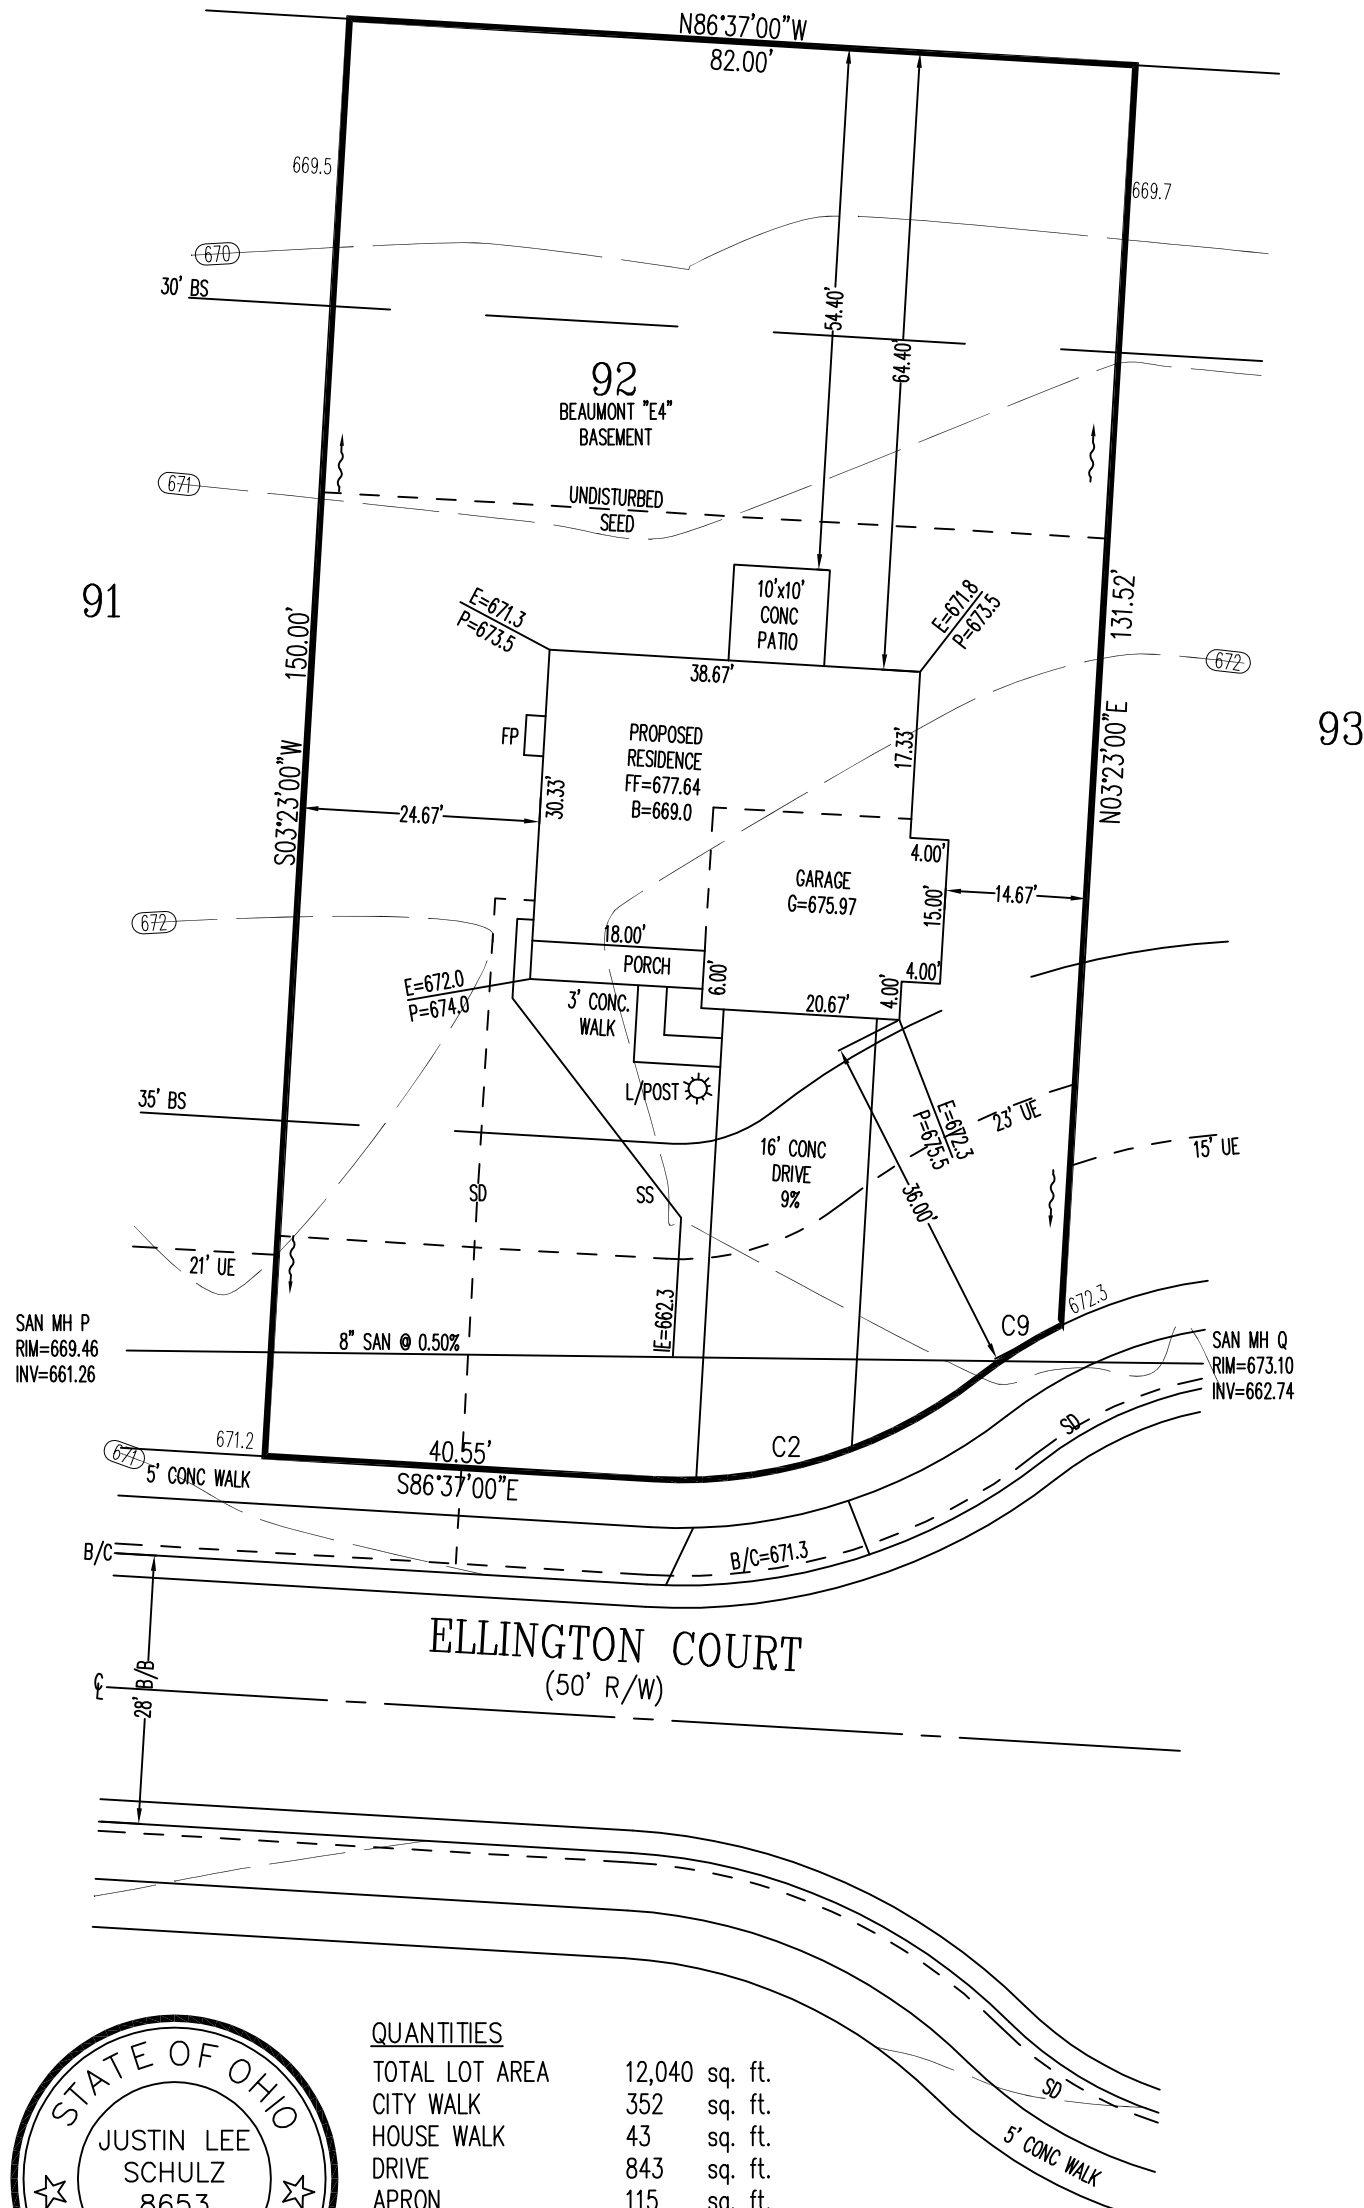 N86°37'00"W
82.00'
669.5
669.7
670
30' BS
54.40'
64.40'
92
BEAUMONT "E4"
BASEMENT
671
UNDISTURBED
SEED
91
150.00'
S03°23'00"W
131.52'
N03°23'00"E
93
E=671.3
P=673.5
10'x10'
CONC
PATIO
E=671.8
P=673.5
672
38.67'
FP
PROPOSED
RESIDENCE
FF=677.64
B=669.0
30.33'
17.33'
24.67'
4.00'
GARAGE
G=675.97
15.00'
14.67'
672
18.00'
PORCH
6.00'
4.00'
4.00'
20.67'
E=672.0
P=674.0
3' CONC.
WALK
L/POST
35' BS
E=672.3
P=675.5
23' UE
15' UE
16' CONC
DRIVE
9%
36.00'
SD
SS
21' UE
IE=662.3
672.3
C9
SAN MH P
RIM=669.46
INV=661.26
8" SAN @ 0.50%
SAN MH Q
RIM=673.10
INV=662.74
SD
671.2
671
5' CONC WALK
40.55'
S86°37'00"E
C2
B/C
B/C=671.3
ELLINGTON COURT
(50' R/W)
CL
28' B/B
SD
5' CONC WALK
STATE OF OHIO
JUSTIN LEE
SCHULZ
8653
QUANTITIES
TOTAL LOT AREA 12,040 sq. ft.
CITY WALK 352 sq. ft.
HOUSE WALK 43 sq. ft.
DRIVE 843 sq. ft.
APRON 115 sq. ft.